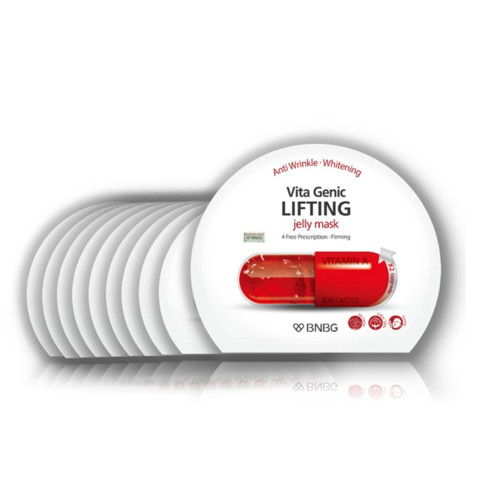 Anti Wrinkle · Whitening
Vita Genic
LIFTING
jelly mask
4 Free Prescription · Firming
VITAMIN A
BNBG